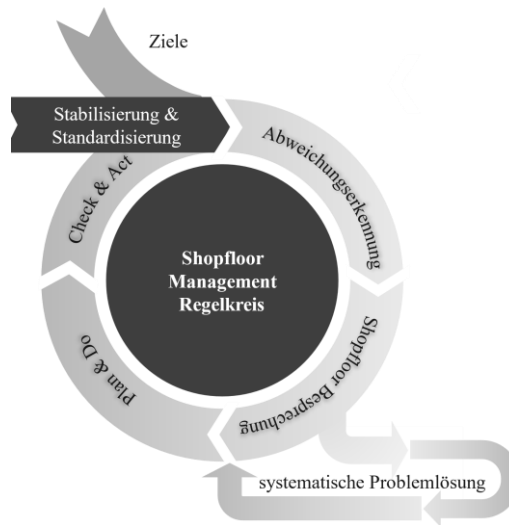 Ziele
Stabilisierung &
Standardisierung
Abweichungserkennung
Check & Act
Shopfloor
Management
Regelkreis
Shopfloor Besprechung
Plan & Do
systematische Problemlösung